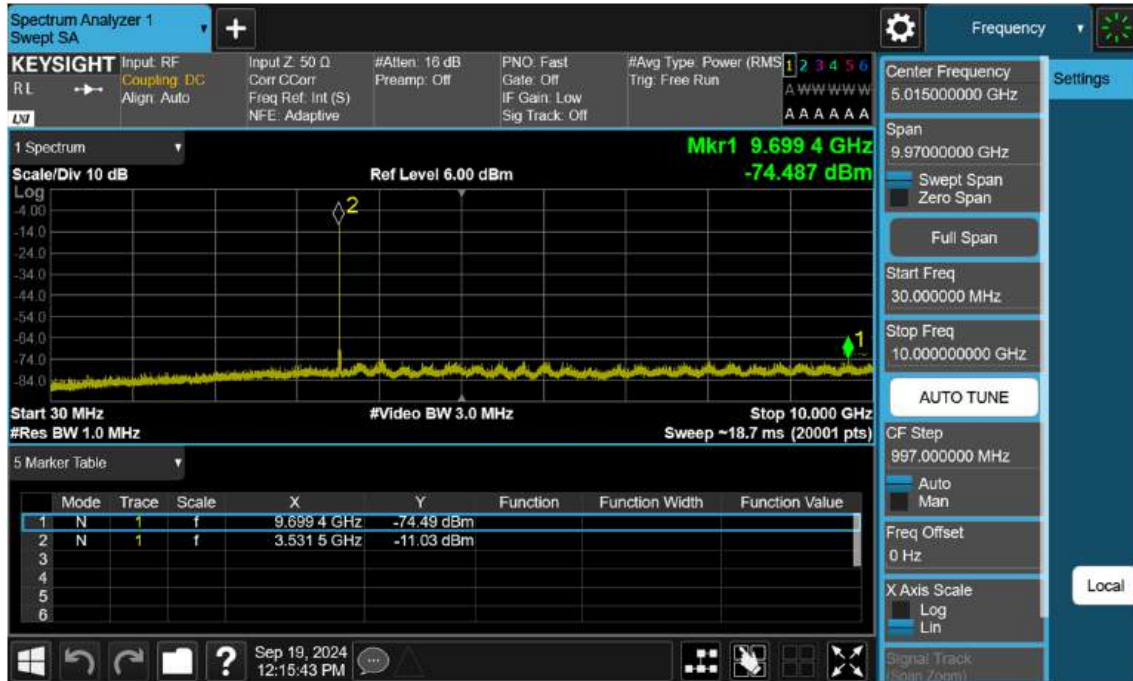 Spectrum Analyzer 1
Swept SA
+
Frequency
KEYSIGHT
RL
LXI
Input: RF
Coupling: DC
Align: Auto
Input Z: 50 Ω
Corr CCorr
Freq Ref: Int (S)
NFE: Adaptive
#Atten: 16 dB
Preamp: Off
PNO: Fast
Gate: Off
IF Gain: Low
Sig Track: Off
#Avg Type: Power (RMS
Trig: Free Run
1 2 3 4 5 6
A W W W W W
A A A A A A
1 Spectrum
Mkr1 9.699 4 GHz
-74.487 dBm
Scale/Div 10 dB
Ref Level 6.00 dBm
Log
-4.00
-14.0
-24.0
-34.0
-44.0
-54.0
-64.0
-74.0
-84.0
2
1
Start 30 MHz
#Video BW 3.0 MHz
Stop 10.000 GHz
#Res BW 1.0 MHz
Sweep ~18.7 ms (20001 pts)
5 Marker Table
Mode Trace Scale X Y Function Function Width Function Value
1 N 1 f 9.699 4 GHz -74.49 dBm
2 N 1 f 3.531 5 GHz -11.03 dBm
3
4
5
6
Center Frequency
5.015000000 GHz
Settings
Span
9.97000000 GHz
Swept Span
Zero Span
Full Span
Start Freq
30.000000 MHz
Stop Freq
10.000000000 GHz
AUTO TUNE
CF Step
997.000000 MHz
Auto
Man
Freq Offset
0 Hz
X Axis Scale
Log
Lin
Local
Signal Track
(Span Zoom)
?
Sep 19, 2024
12:15:43 PM